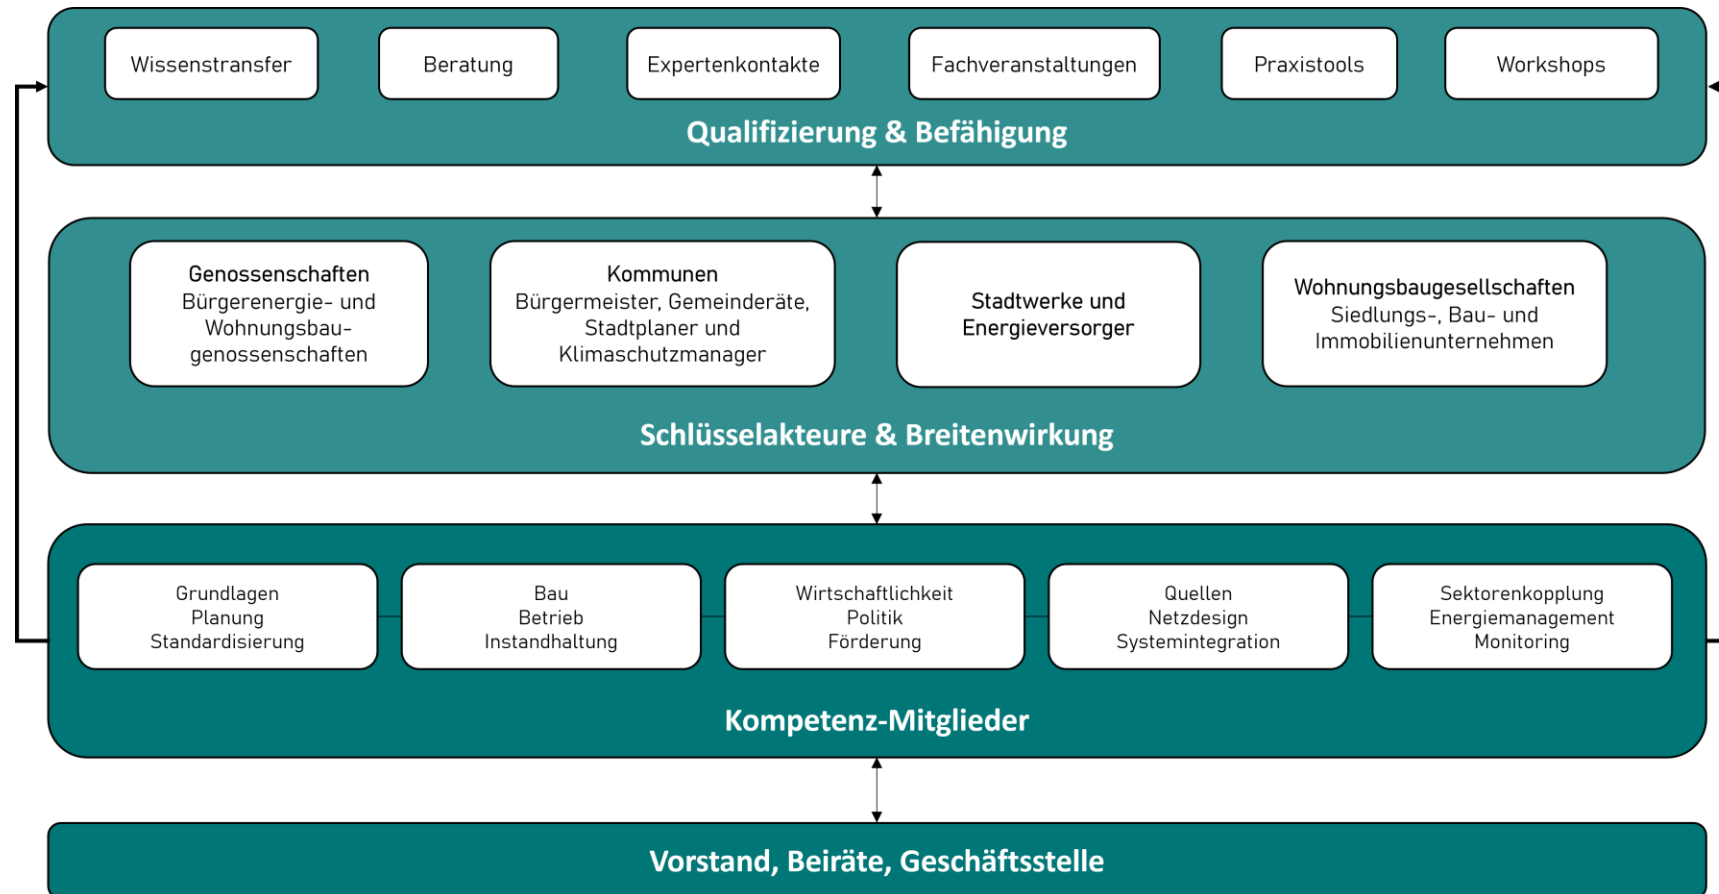 Wissenstransfer
Beratung
Expertenkontakte
Fachveranstaltungen
Praxistools
Workshops
Qualifizierung & Befähigung
Genossenschaften
Bürgerenergie- und
Wohnungsbau-
genossenschaften
Kommunen
Bürgermeister, Gemeinderäte,
Stadtplaner und
Klimaschutzmanager
Stadtwerke und
Energieversorger
Wohnungsbaugesellschaften
Siedlungs-, Bau- und
Immobilienunternehmen
Schlüsselakteure & Breitenwirkung
Grundlagen
Planung
Standardisierung
Bau
Betrieb
Instandhaltung
Wirtschaftlichkeit
Politik
Förderung
Quellen
Netzdesign
Systemintegration
Sektorenkopplung
Energiemanagement
Monitoring
Kompetenz-Mitglieder
Vorstand, Beiräte, Geschäftsstelle